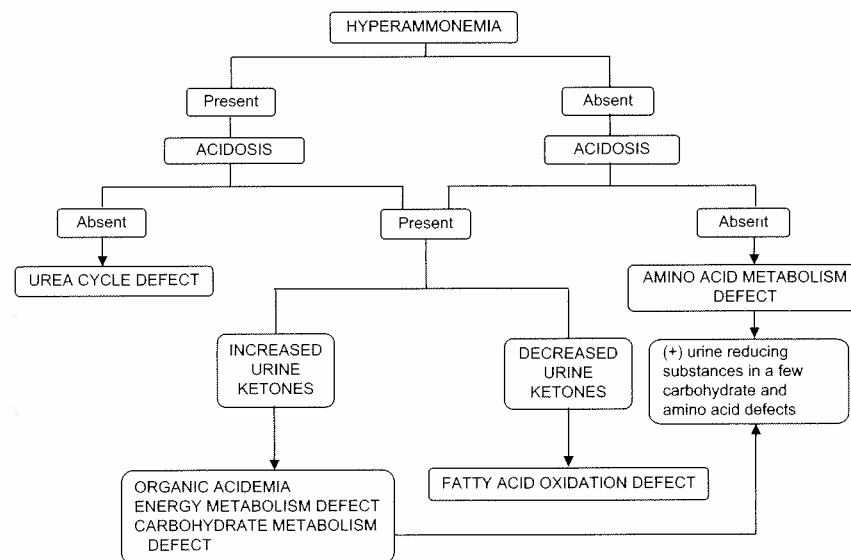 HYPERAMMONEMIA
Present
Absent
ACIDOSIS
ACIDOSIS
Absent
Present
Absent
UREA CYCLE DEFECT
AMINO ACID METABOLISM
DEFECT
INCREASED
URINE
KETONES
DECREASED
URINE
KETONES
(+) urine reducing
substances in a few
carbohydrate and
amino acid defects
ORGANIC ACIDEMIA
ENERGY METABOLISM DEFECT
CARBOHYDRATE METABOLISM
DEFECT
FATTY ACID OXIDATION DEFECT